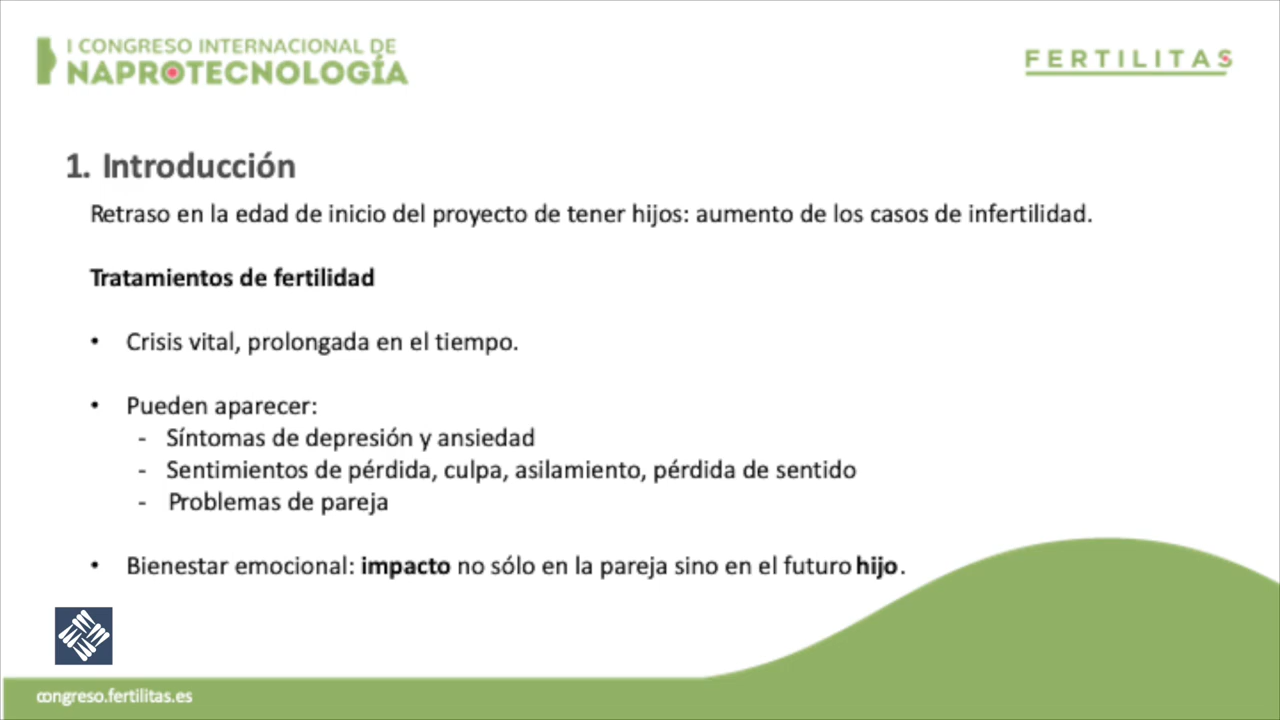 I CONGRESO INTERNACIONAL DE
NAPROTECNOLOGÍA
FERTILITAS
1. Introducción
Retraso en la edad de inicio del proyecto de tener hijos: aumento de los casos de infertilidad.
Tratamientos de fertilidad
• Crisis vital, prolongada en el tiempo.
• Pueden aparecer:
- Síntomas de depresión y ansiedad
- Sentimientos de pérdida, culpa, asilamiento, pérdida de sentido
- Problemas de pareja
• Bienestar emocional: impacto no sólo en la pareja sino en el futuro hijo.
congreso.fertilitas.es